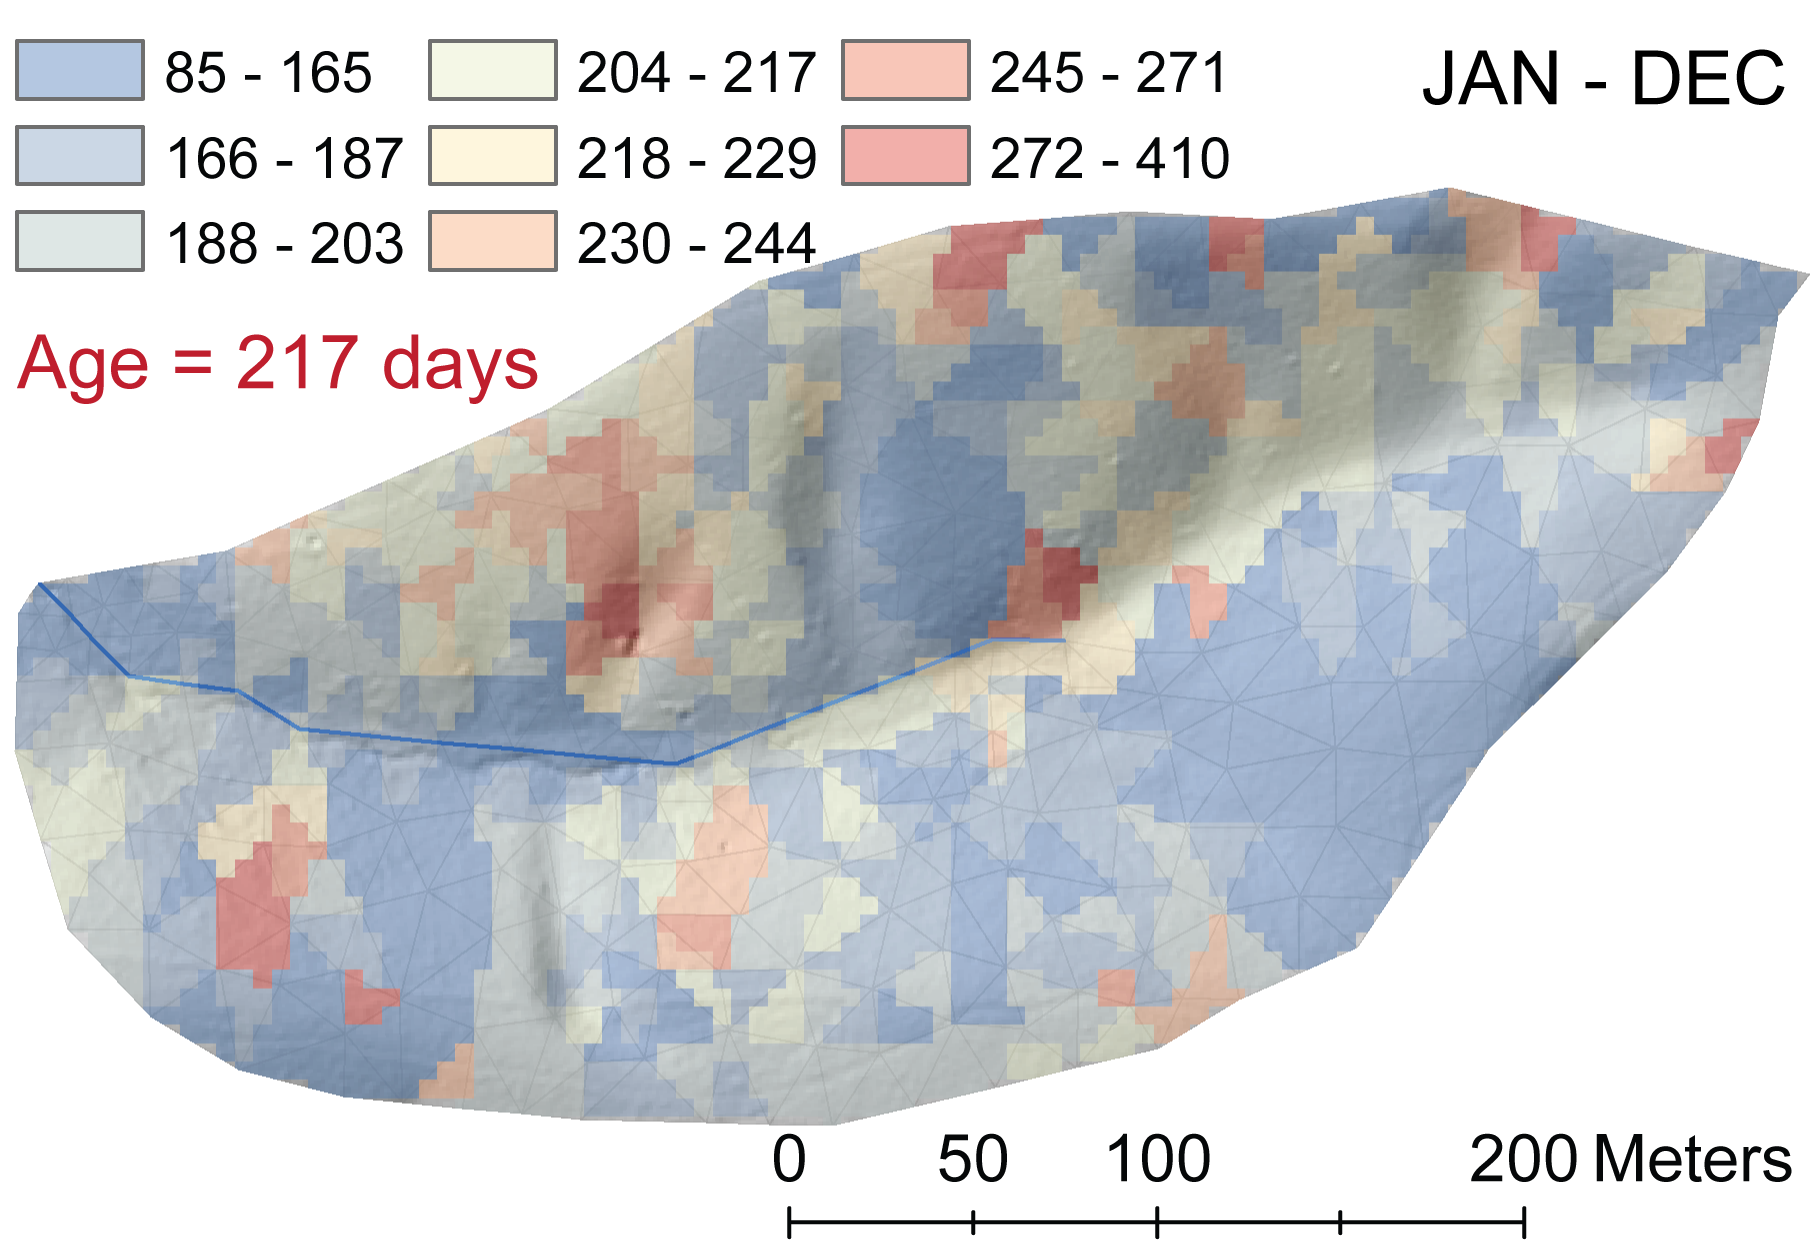 85 - 165
204 - 217
245 - 271
JAN - DEC
166 - 187
218 - 229
272 - 410
188 - 203
230 - 244
Age = 217 days
0 50 100 200 Meters